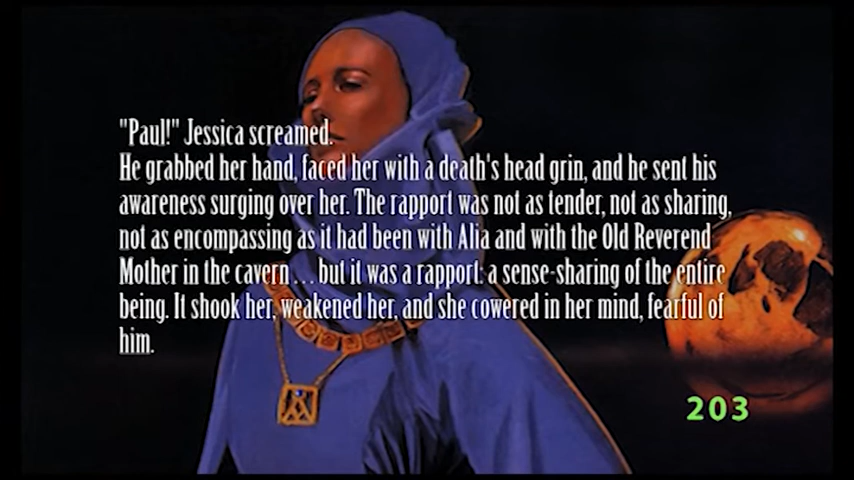 "Paul!" Jessica screamed.
He grabbed her hand, faced her with a death's head grin, and he sent his
awareness surging over her. The rapport was not as tender, not as sharing,
not as encompassing as it had been with Alia and with the Old Reverend
Mother in the cavern . . . but it was a rapport: a sense-sharing of the entire
being. It shook her, weakened her, and she cowered in her mind, fearful of
him.
203